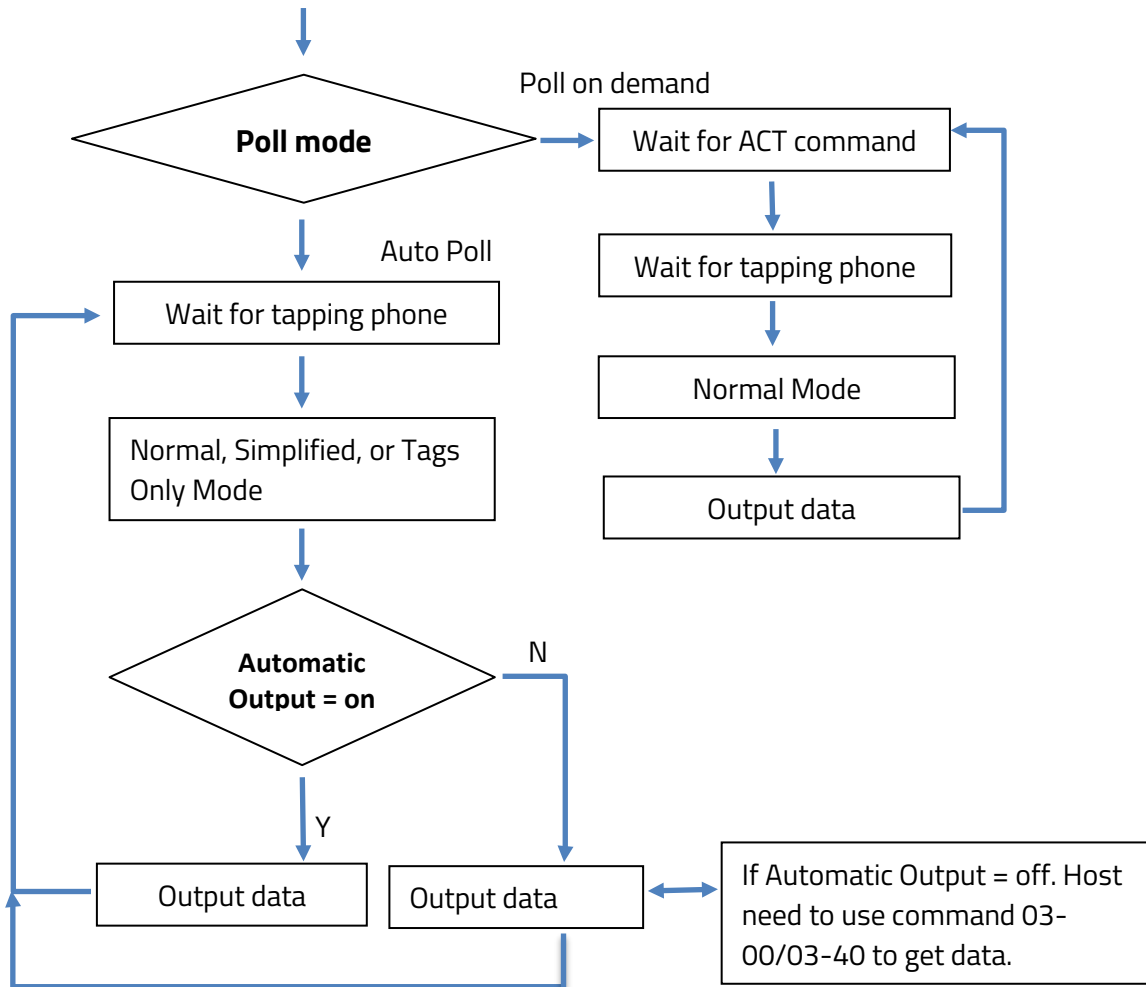 Poll on demand
Poll mode
Wait for ACT command
Auto Poll
Wait for tapping phone
Wait for tapping phone
Normal Mode
Normal, Simplified, or Tags
Only Mode
Output data
Automatic
Output = on
N
Y
Output data
Output data
If Automatic Output = off. Host
need to use command 03-
00/03-40 to get data.